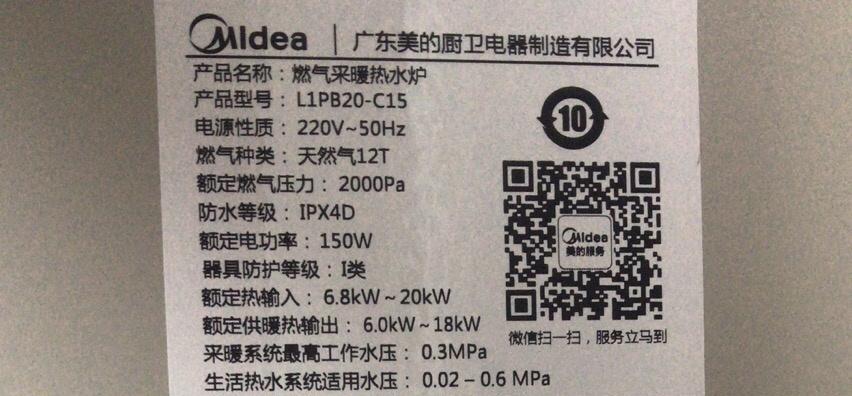 Midea 广东美的厨卫电器制造有限公司
产品名称：燃气采暖热水炉
产品型号：L1PB20-C15
电源性质：220V~50Hz
燃气种类：天然气12T
额定燃气压力：2000Pa
防水等级：IPX4D
额定电功率：150W
器具防护等级：I类
额定热输入：6.8kW~20kW
额定供暖热输出：6.0kW~18kW
采暖系统最高工作水压：0.3MPa
生活热水系统适用水压：0.02 – 0.6 MPa
10
Midea
美的服务
微信扫一扫，服务立马到